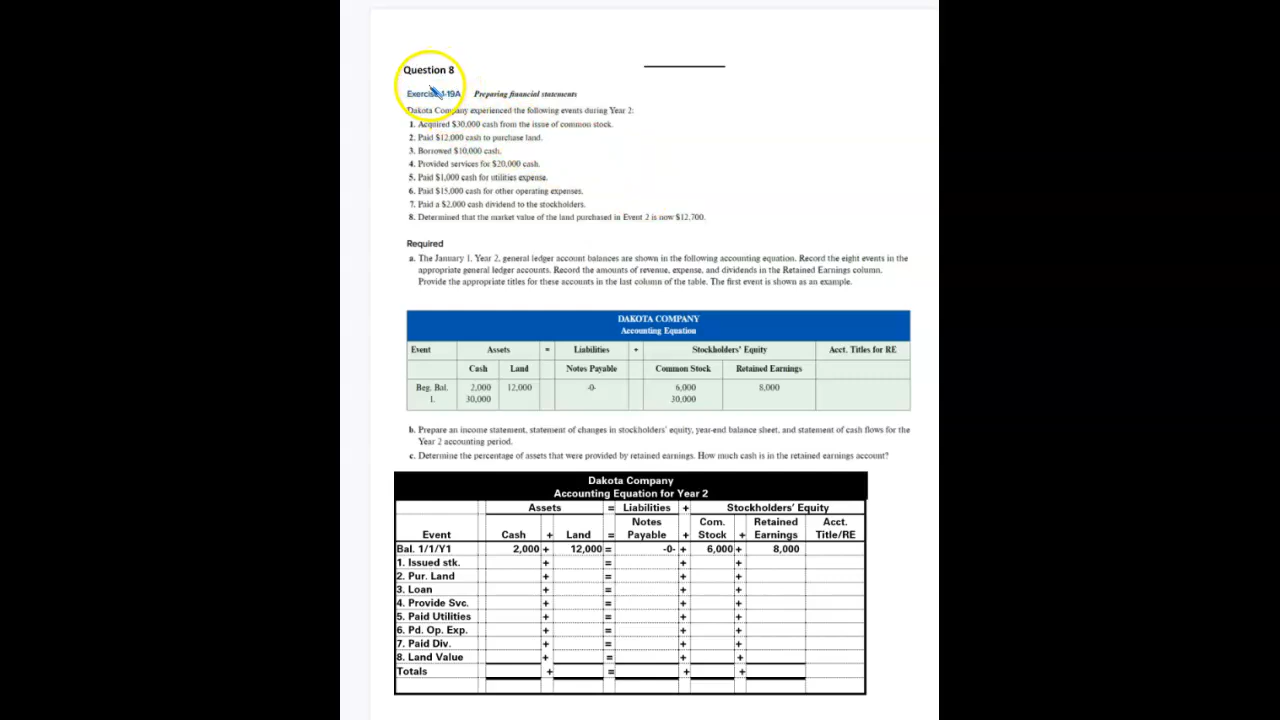 Question 8
Exercise 1-19A Preparing financial statements
Dakota Company experienced the following events during Year 2:
1. Acquired $30,000 cash from the issue of common stock.
2. Paid $12,000 cash to purchase land.
3. Borrowed $10,000 cash.
4. Provided services for $20,000 cash.
5. Paid $1,000 cash for utilities expense.
6. Paid $15,000 cash for other operating expenses.
7. Paid a $2,000 cash dividend to the stockholders.
8. Determined that the market value of the land purchased in Event 2 is now $12,700.
Required
a. The January 1, Year 2, general ledger account balances are shown in the following accounting equation. Record the eight events in the
appropriate general ledger accounts. Record the amounts of revenue, expense, and dividends in the Retained Earnings column.
Provide the appropriate titles for these accounts in the last column of the table. The first event is shown as an example.
DAKOTA COMPANY
Accounting Equation
Event Assets = Liabilities + Stockholders' Equity Acct. Titles for RE
Cash Land Notes Payable Common Stock Retained Earnings
Beg. Bal. 2,000 12,000 -0- 6,000 8,000
1. 30,000 30,000
b. Prepare an income statement, statement of changes in stockholders' equity, year-end balance sheet, and statement of cash flows for the
Year 2 accounting period.
c. Determine the percentage of assets that were provided by retained earnings. How much cash is in the retained earnings account?
Dakota Company
Accounting Equation for Year 2
Assets = Liabilities + Stockholders' Equity
Notes Com. Retained Acct.
Event Cash + Land = Payable + Stock + Earnings Title/RE
Bal. 1/1/Y1 2,000 + 12,000 = -0- + 6,000 + 8,000
1. Issued stk. + = + +
2. Pur. Land + = + +
3. Loan + = + +
4. Provide Svc. + = + +
5. Paid Utilities + = + +
6. Pd. Op. Exp. + = + +
7. Paid Div. + = + +
8. Land Value + = + +
Totals + = + +